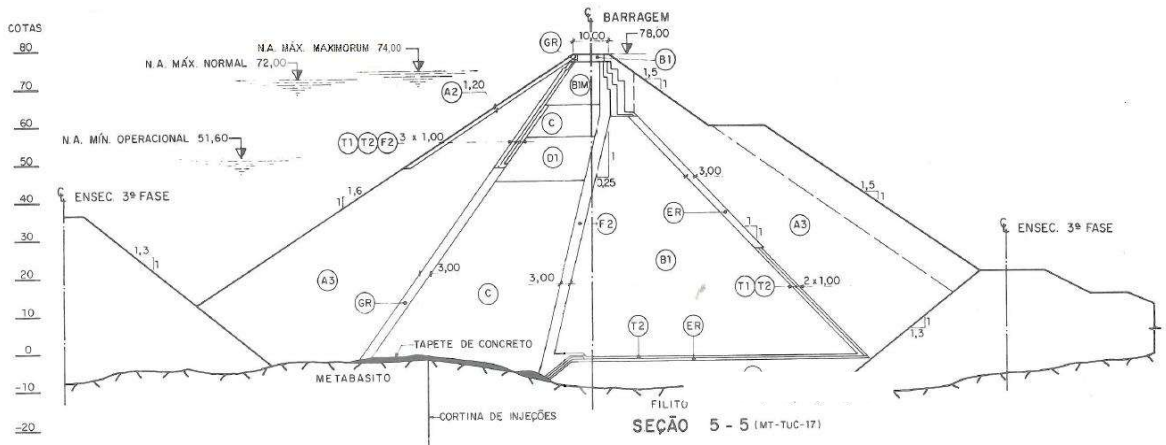 COTAS
80
70
60
50
40
30
20
10
0
-10
-20
℄ BARRAGEM
10,00
78,00
GR
B1
N.A. MÁX. MAXIMORUM 74,00
N.A. MÁX. NORMAL 72,00
A2 1,20
B1M
1,5
1
C
N.A. MÍN. OPERACIONAL 51,60
T1 T2 F2 3 x 1,00
D1
1
0,25
3,00
℄ ENSEC. 3ª FASE
1,6
1
ER
F2
1
1
A3
1,5
1
℄ ENSEC. 3ª FASE
1,3
1
A3
3,00
GR
C
3,00
B1
T1 T2 2 x 1,00
T2
ER
1
1,3
TAPETE DE CONCRETO
METABASITO
CORTINA DE INJEÇÕES
FILITO
SEÇÃO 5 - 5 (MT-TUC-17)